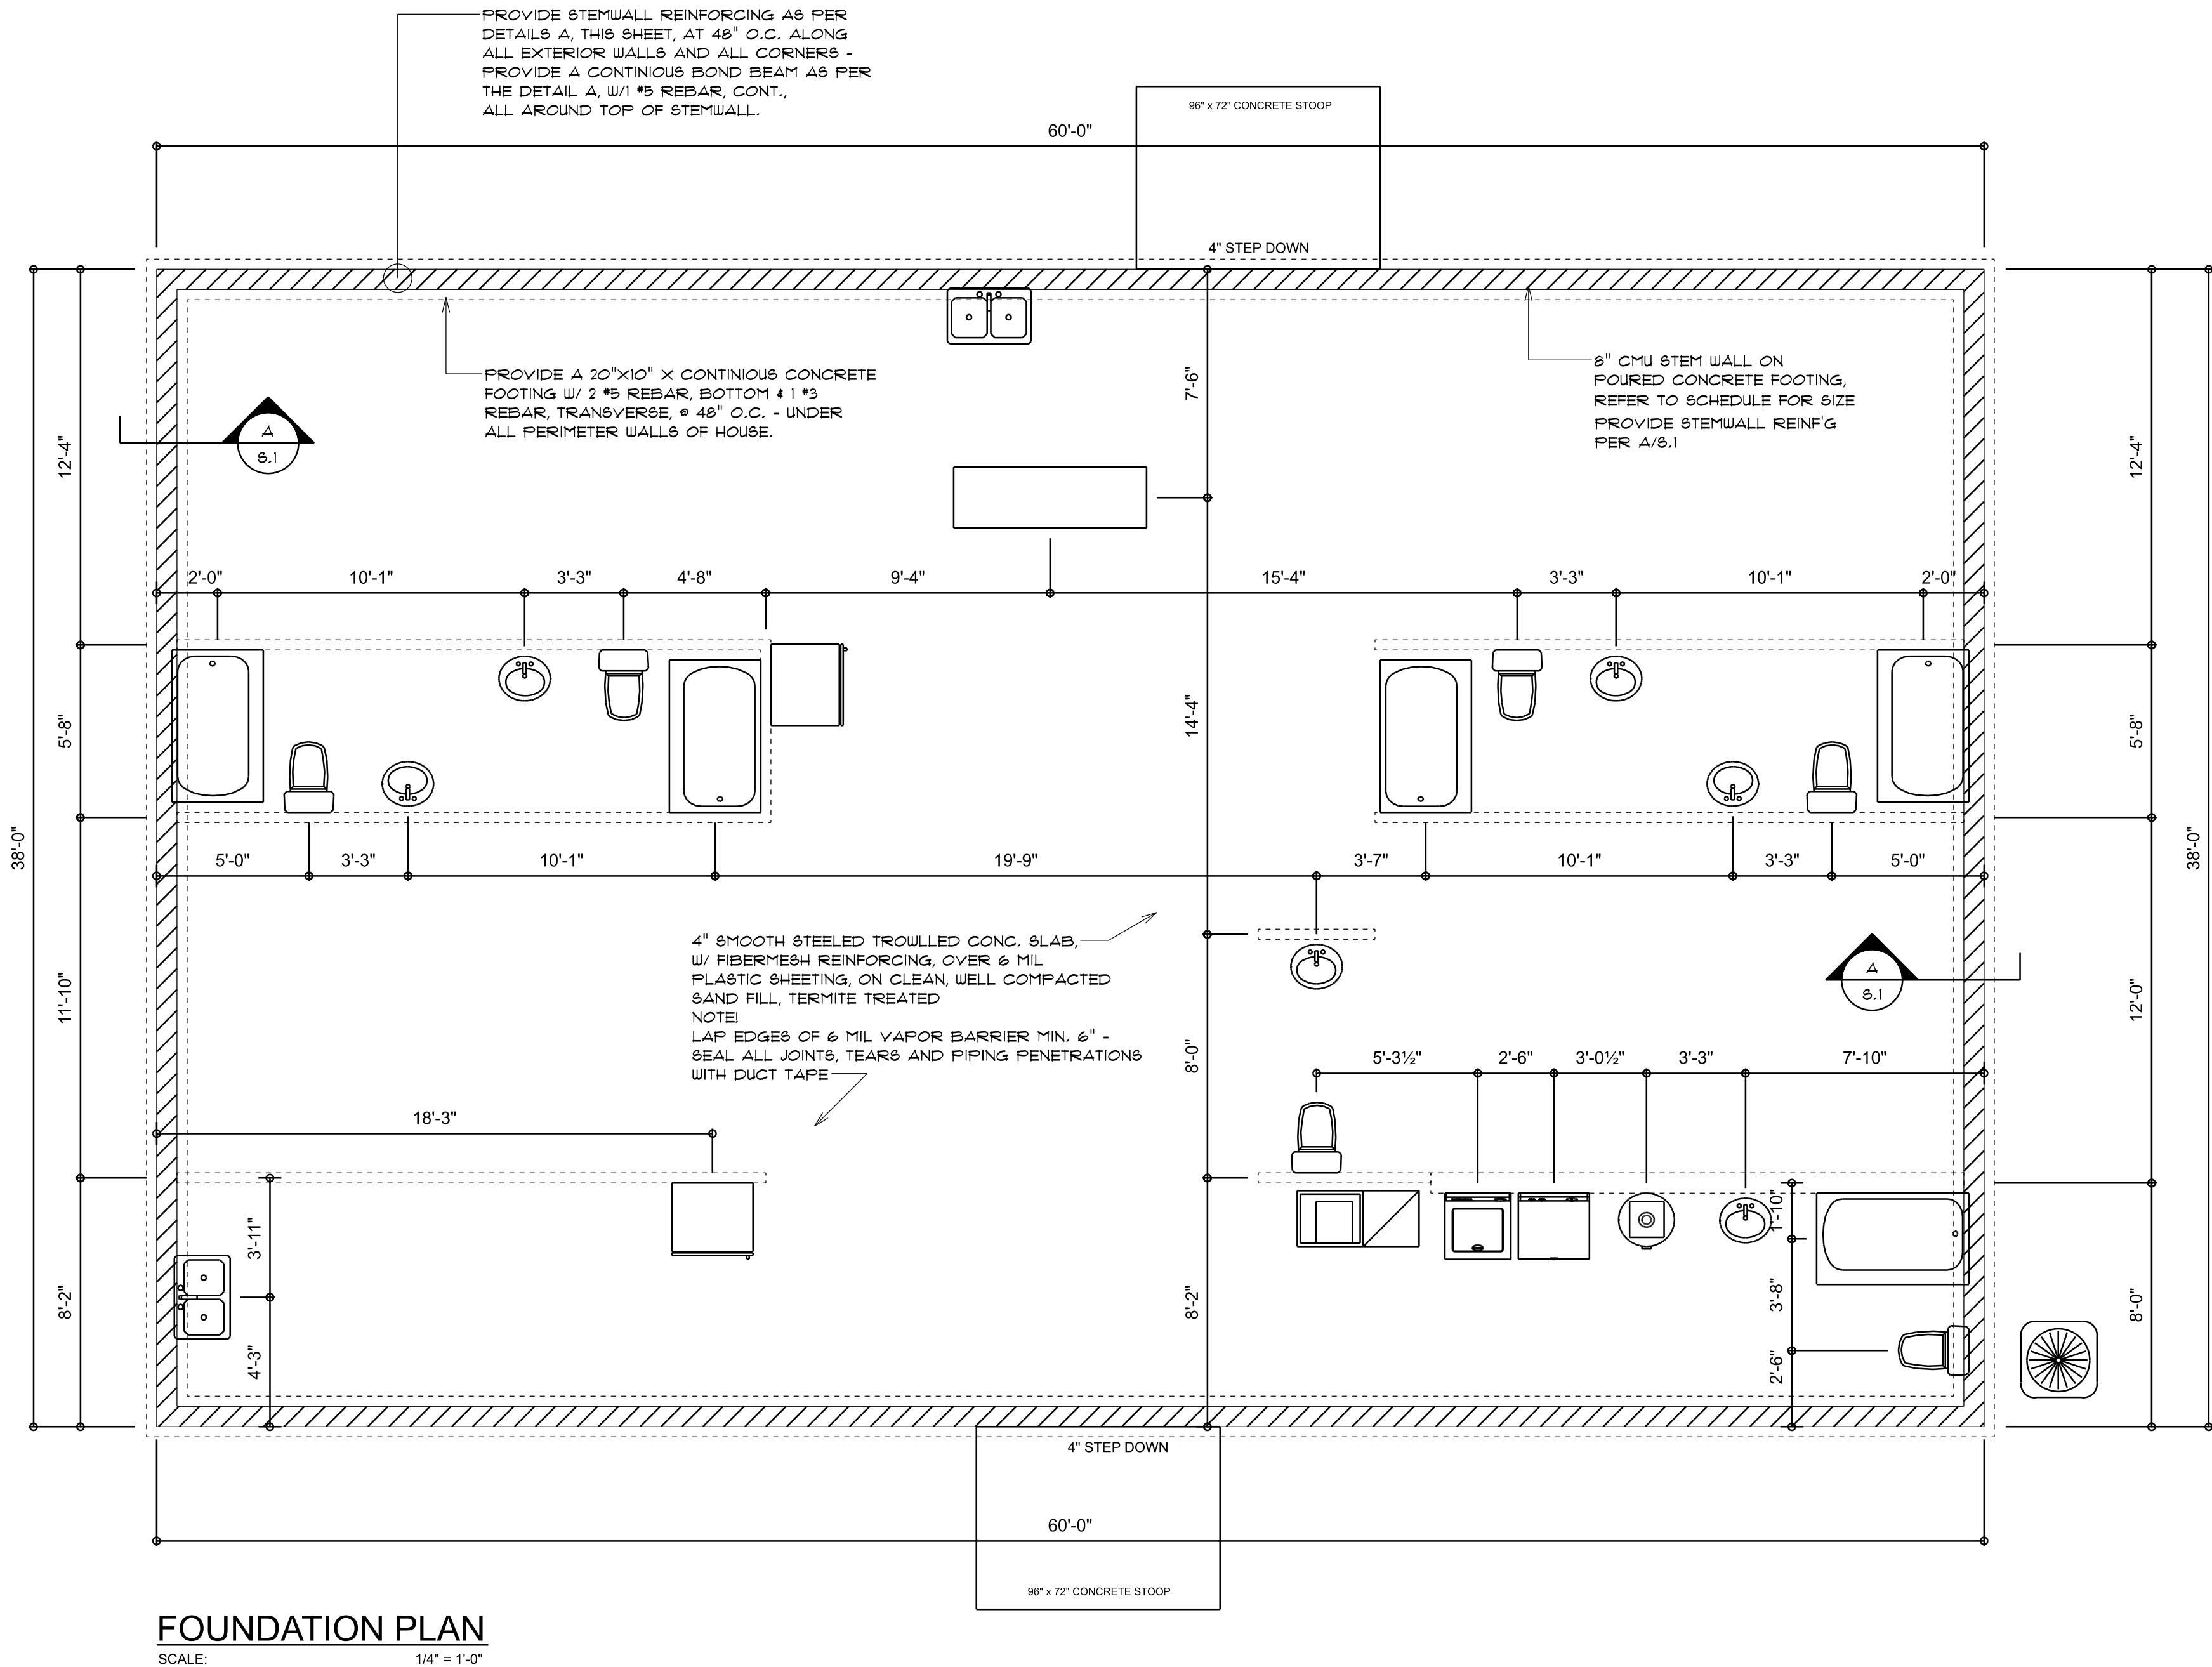 PROVIDE STEMWALL REINFORCING AS PER
DETAILS A, THIS SHEET, AT 48" O.C. ALONG
ALL EXTERIOR WALLS AND ALL CORNERS -
PROVIDE A CONTINIOUS BOND BEAM AS PER
THE DETAIL A, W/1 #5 REBAR, CONT.,
ALL AROUND TOP OF STEMWALL.
96" x 72" CONCRETE STOOP
60'-0"
4" STEP DOWN
PROVIDE A 20"X10" X CONTINIOUS CONCRETE
FOOTING W/ 2 #5 REBAR, BOTTOM & 1 #3
REBAR, TRANSVERSE, @ 48" O.C. - UNDER
ALL PERIMETER WALLS OF HOUSE.
7'-6"
8" CMU STEM WALL ON
POURED CONCRETE FOOTING,
REFER TO SCHEDULE FOR SIZE
PROVIDE STEMWALL REINF'G
PER A/S.1
12'-4"
A
S.1
12'-4"
2'-0"
10'-1"
3'-3"
4'-8"
9'-4"
15'-4"
3'-3"
10'-1"
2'-0"
5'-8"
14'-4"
5'-8"
38'-0"
38'-0"
5'-0"
3'-3"
10'-1"
19'-9"
3'-7"
10'-1"
3'-3"
5'-0"
4" SMOOTH STEELED TROWLLED CONC. SLAB,
W/ FIBERMESH REINFORCING, OVER 6 MIL
PLASTIC SHEETING, ON CLEAN, WELL COMPACTED
SAND FILL, TERMITE TREATED
NOTE!
LAP EDGES OF 6 MIL VAPOR BARRIER MIN. 6" -
SEAL ALL JOINTS, TEARS AND PIPING PENETRATIONS
WITH DUCT TAPE
A
S.1
11'-10"
8'-0"
12'-0"
5'-3½"
2'-6"
3'-0½"
3'-3"
7'-10"
18'-3"
3'-11"
1'-10"
8'-2"
4'-3"
8'-2"
3'-8"
2'-6"
8'-0"
4" STEP DOWN
60'-0"
96" x 72" CONCRETE STOOP
FOUNDATION PLAN
SCALE: 1/4" = 1'-0"